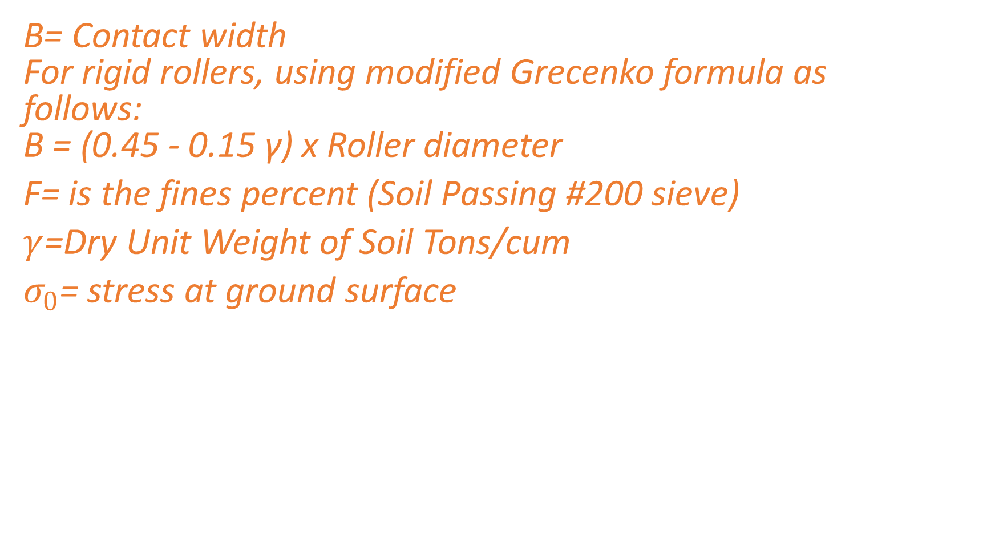 B= Contact width
For rigid rollers, using modified Grecenko formula as
follows:
B = (0.45 - 0.15 γ) x Roller diameter
F= is the fines percent (Soil Passing #200 sieve)
γ=Dry Unit Weight of Soil Tons/cum
σ₀= stress at ground surface